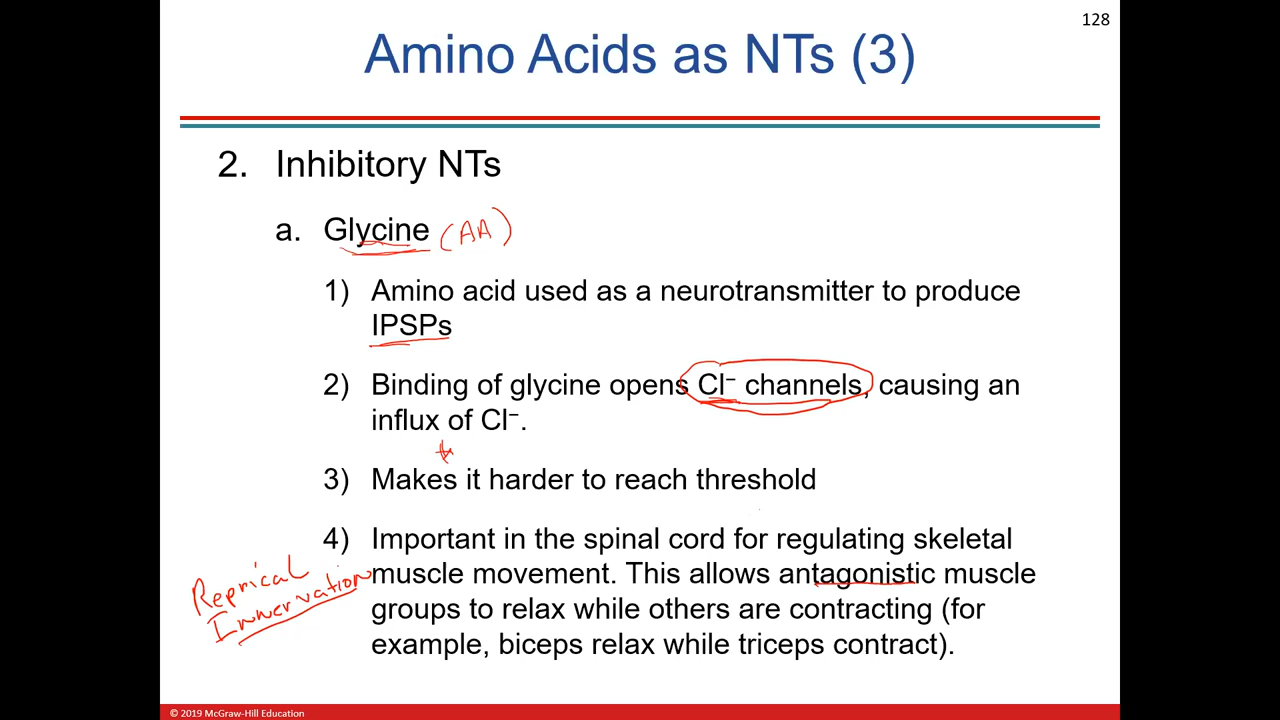 128
Amino Acids as NTs (3)
2. Inhibitory NTs
a. Glycine (AA)
1) Amino acid used as a neurotransmitter to produce
IPSPs
2) Binding of glycine opens Cl⁻ channels, causing an
influx of Cl⁻.
3) Makes it harder to reach threshold
4) Important in the spinal cord for regulating skeletal
muscle movement. This allows antagonistic muscle
groups to relax while others are contracting (for
example, biceps relax while triceps contract).
Reprical
Innervation
© 2019 McGraw-Hill Education